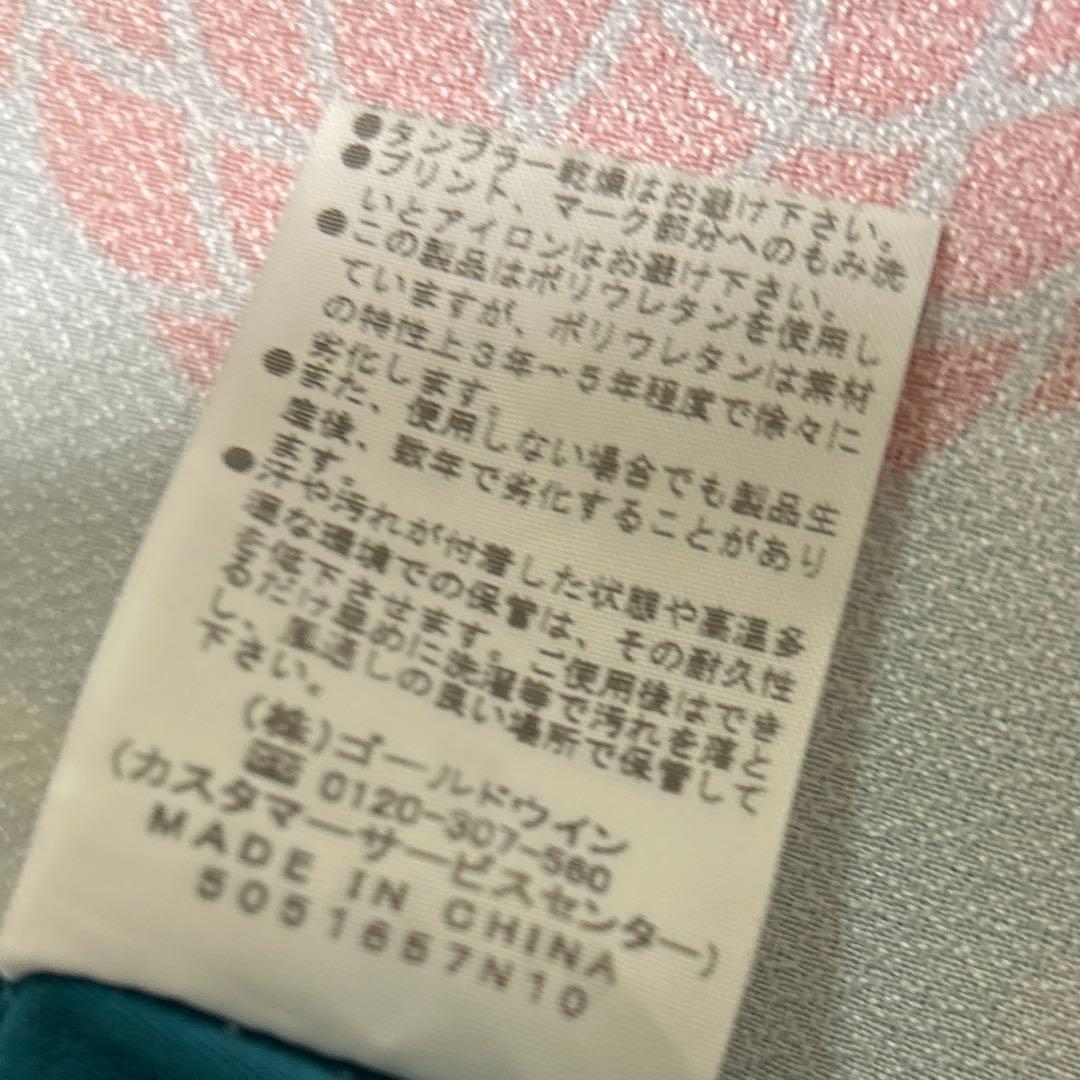 ●タンブラー乾燥はお避け下さい。
●プリント、マーク部分へのもみ洗
いとアイロンはお避け下さい。
●この製品はポリウレタンを使用し
ていますが、ポリウレタンは素材
の特性上3年～5年程度で徐々に
劣化します。
●また、使用しない場合でも製品生
産後、数年で劣化することがあり
ます。
●汗や汚れが付着した状態や高温多
湿な環境での保管は、その耐久性
を低下させます。ご使用後はでき
るだけ早めに洗濯等で汚れを落と
し、風通しの良い場所で保管して
下さい。
(株)ゴールドウイン
0120-307-560
(カスタマーサービスセンター)
MADE IN CHINA
5051657N10